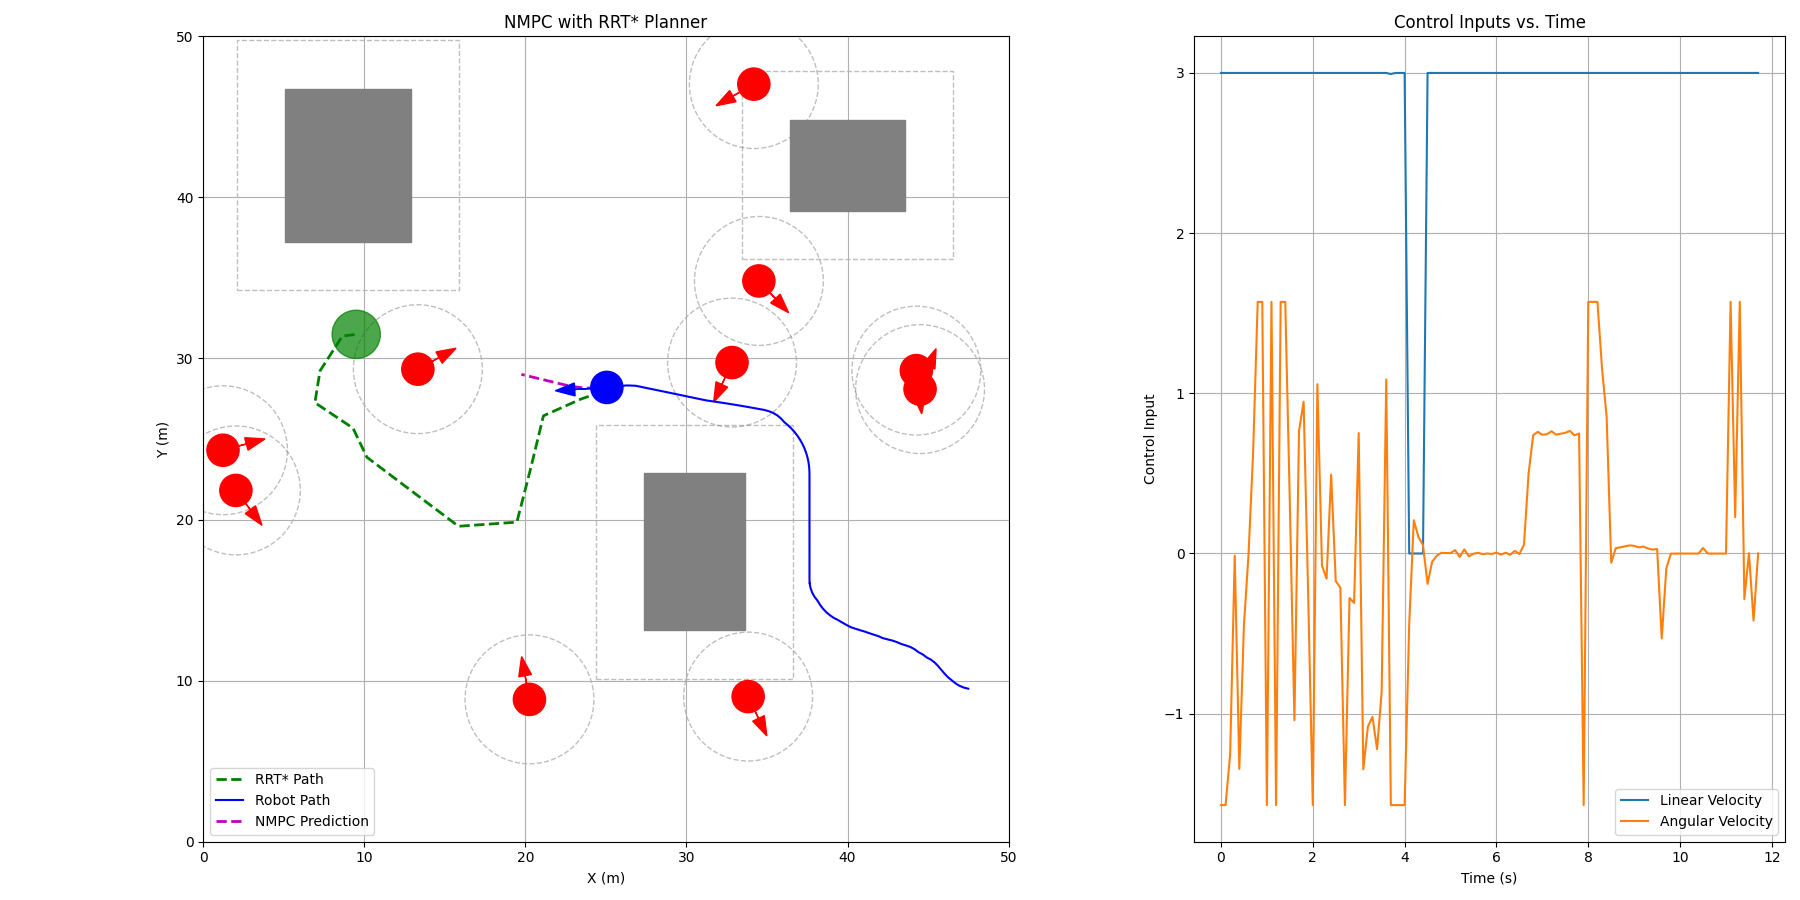 NMPC with RRT* Planner
50
40
30
20
10
0
Y (m)
0 10 20 30 40 50
X (m)
RRT* Path
Robot Path
NMPC Prediction
Control Inputs vs. Time
3
2
1
0
−1
Control Input
0 2 4 6 8 10 12
Time (s)
Linear Velocity
Angular Velocity